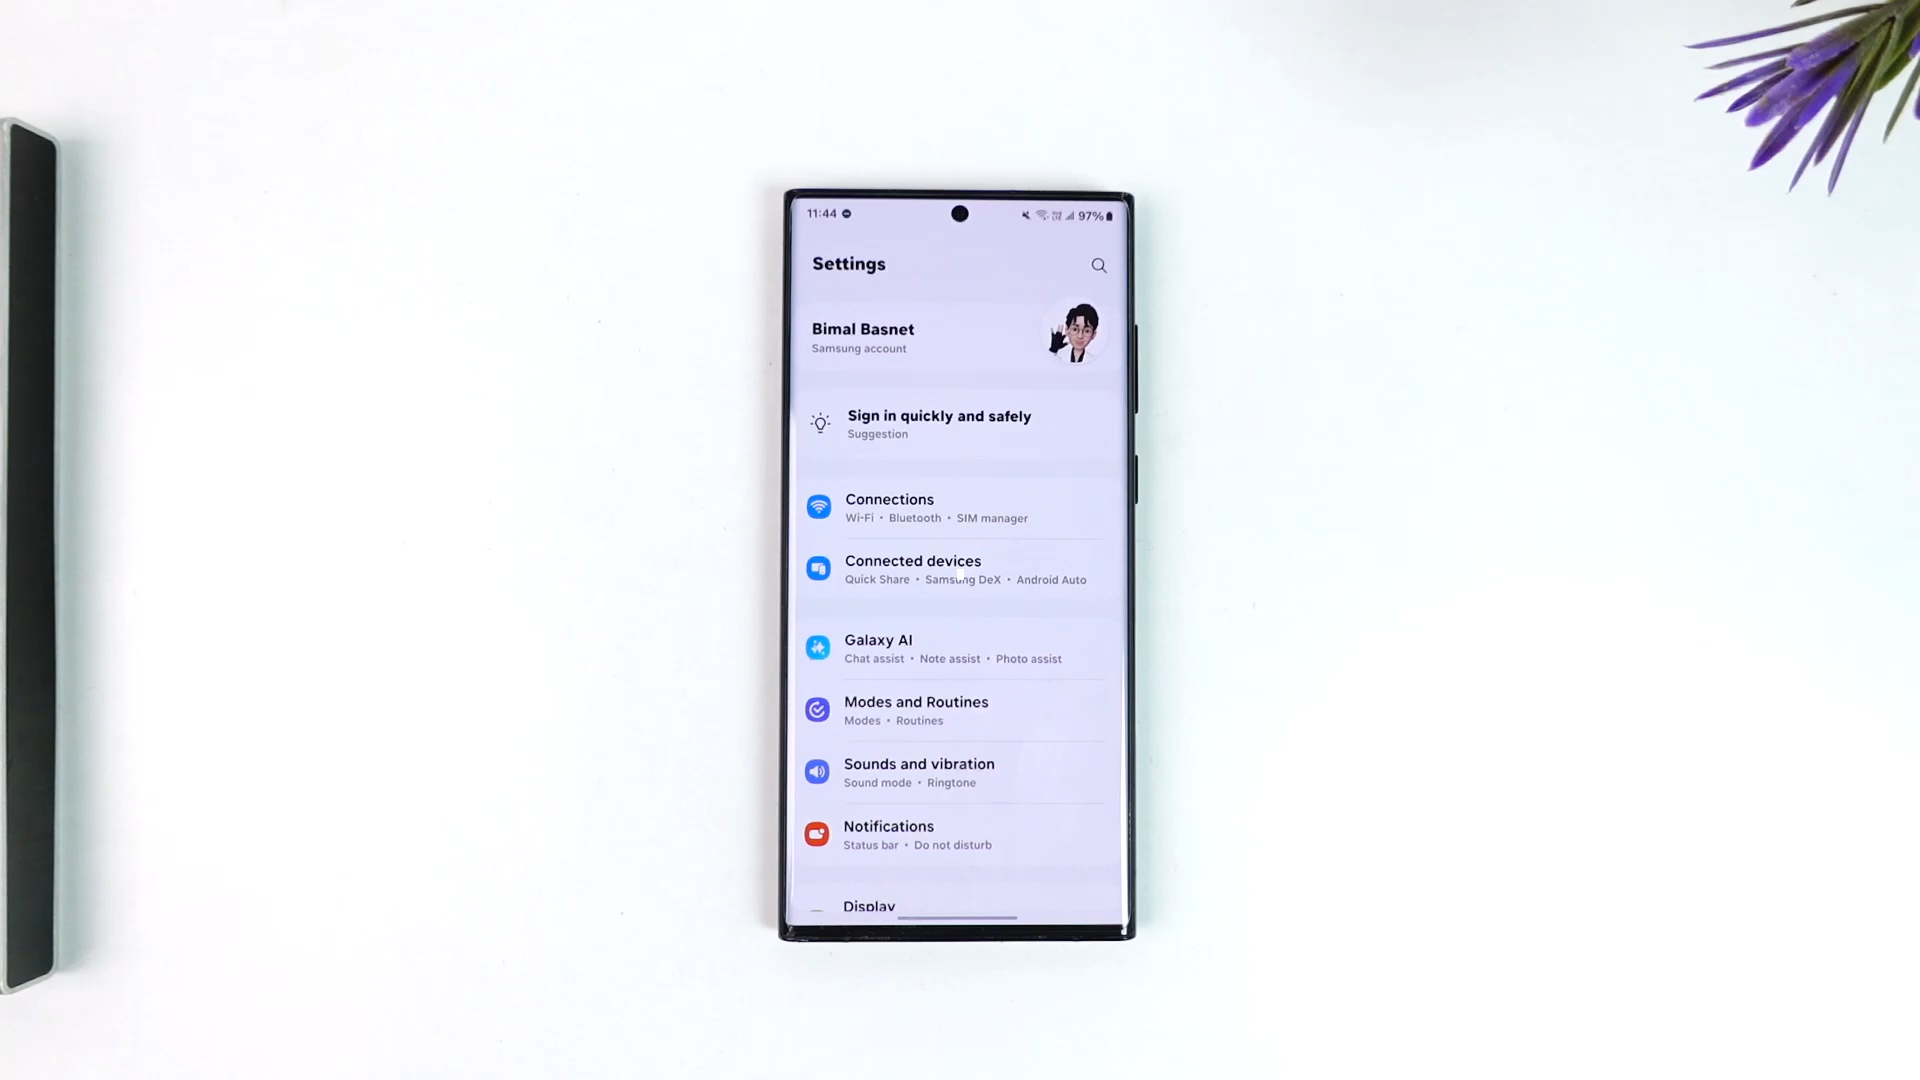 11:44
97%
Settings
Bimal Basnet
Samsung account
Sign in quickly and safely
Suggestion
Connections
Wi-Fi • Bluetooth • SIM manager
Connected devices
Quick Share • Samsung DeX • Android Auto
Galaxy AI
Chat assist • Note assist • Photo assist
Modes and Routines
Modes • Routines
Sounds and vibration
Sound mode • Ringtone
Notifications
Status bar • Do not disturb
Display